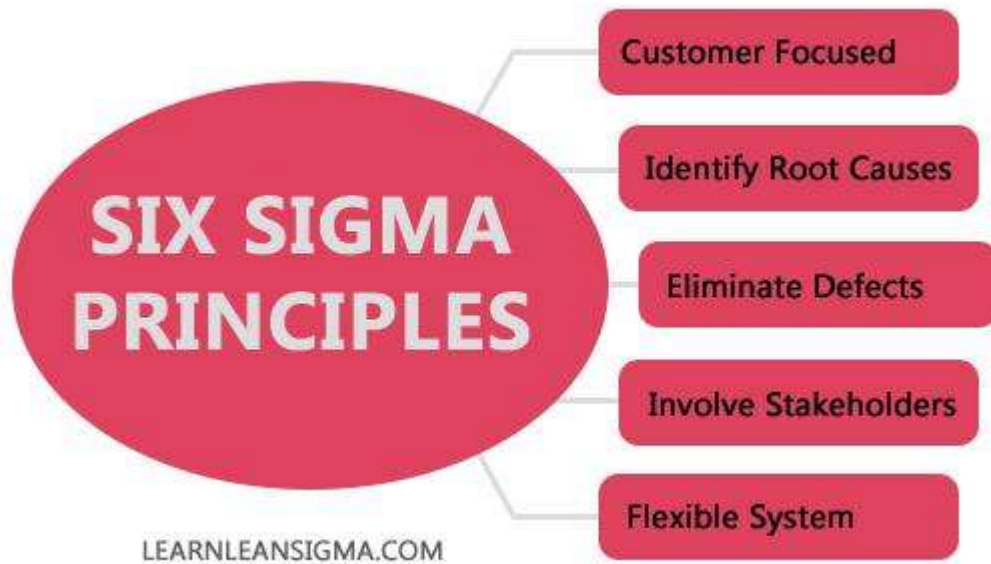 SIX SIGMA
PRINCIPLES
Customer Focused
Identify Root Causes
Eliminate Defects
Involve Stakeholders
Flexible System
LEARNLEANSIGMA.COM